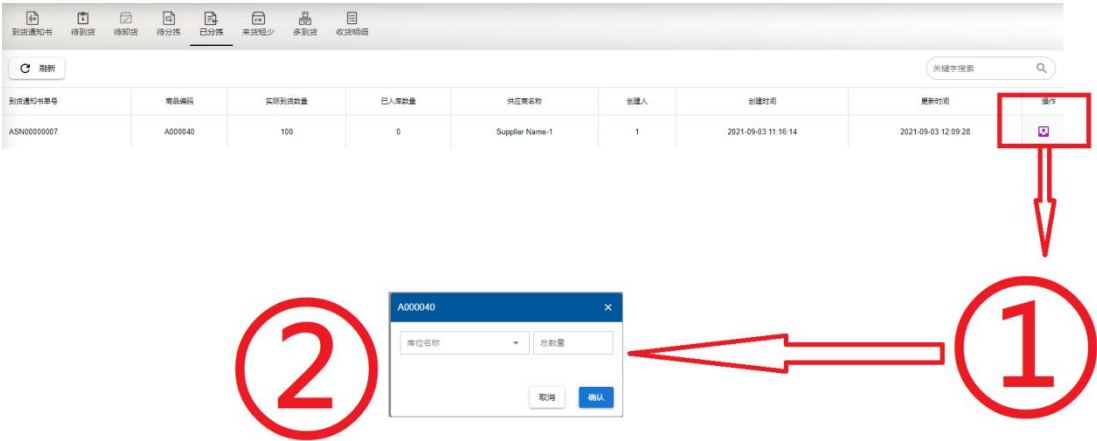 到货通知书 待到货 待卸货 待分拣 已分拣 来货短少 多到货 收货明细
刷新 关键字搜索
到货通知书单号 商品编码 实际到货数量 已入库数量 供应商名称 创建人 创建时间 更新时间 操作
ASN00000007 A000040 100 0 Supplier Name-1 1 2021-09-03 11:16:14 2021-09-03 12:09:28
1
2
A000040
库位名称 总数量
取消 确认